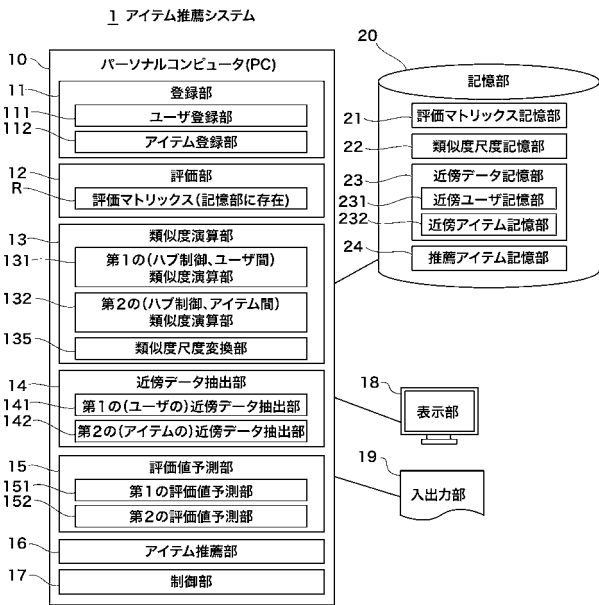 1 アイテム推薦システム
10
パーソナルコンピュータ(PC)
11
登録部
111
ユーザ登録部
112
アイテム登録部
12
評価部
R
評価マトリックス(記憶部に存在)
13
類似度演算部
131
第1の(ハブ制御、ユーザ間)
類似度演算部
132
第2の(ハブ制御、アイテム間)
類似度演算部
135
類似度尺度変換部
14
近傍データ抽出部
141
第1の(ユーザの)近傍データ抽出部
142
第2の(アイテムの)近傍データ抽出部
15
評価値予測部
151
第1の評価値予測部
152
第2の評価値予測部
16
アイテム推薦部
17
制御部
20
記憶部
21
評価マトリックス記憶部
22
類似度尺度記憶部
23
近傍データ記憶部
231
近傍ユーザ記憶部
232
近傍アイテム記憶部
24
推薦アイテム記憶部
18
表示部
19
入出力部